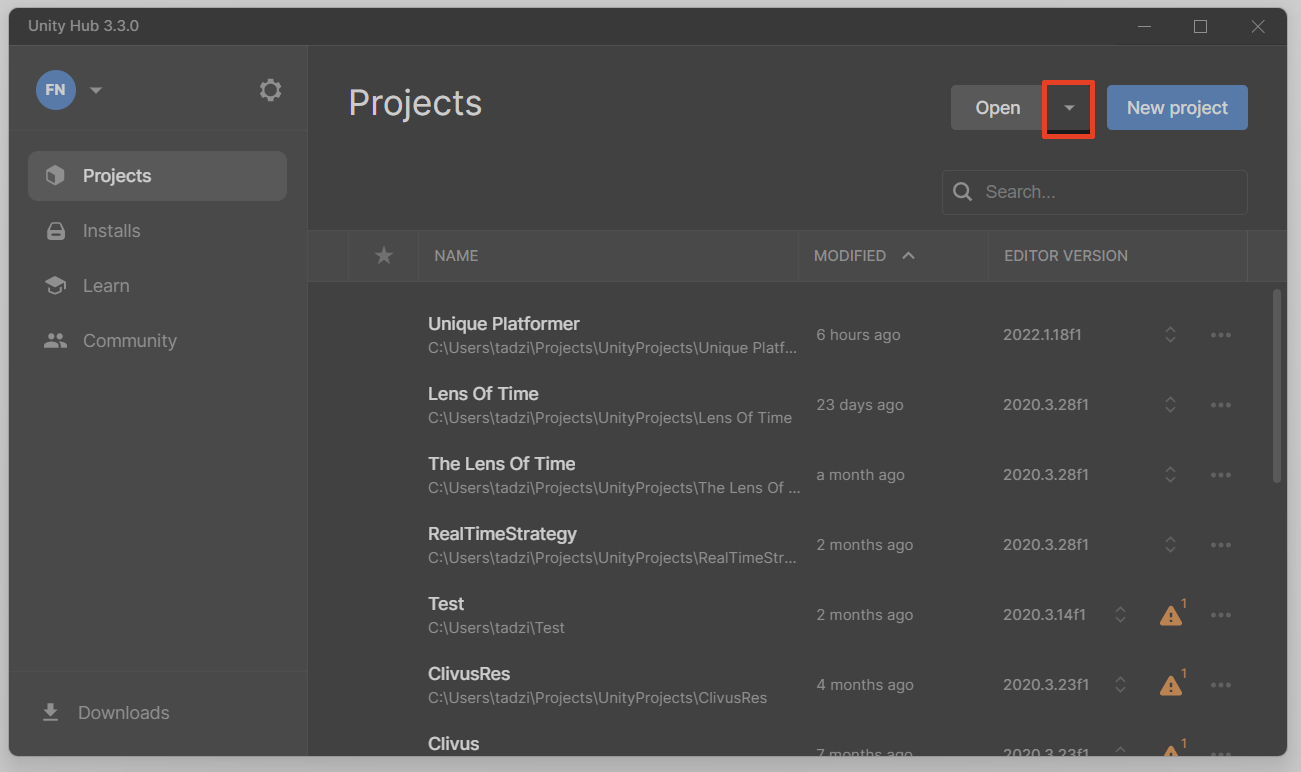 Unity Hub 3.3.0
FN
Projects
Open
New project
Projects
Installs
Learn
Community
Downloads
Search...
NAME
MODIFIED
EDITOR VERSION
Unique Platformer
6 hours ago
2022.1.18f1
C:\Users\tadzi\Projects\UnityProjects\Unique Platf...
Lens Of Time
23 days ago
2020.3.28f1
C:\Users\tadzi\Projects\UnityProjects\Lens Of Time
The Lens Of Time
a month ago
2020.3.28f1
C:\Users\tadzi\Projects\UnityProjects\The Lens Of ...
RealTimeStrategy
2 months ago
2020.3.28f1
C:\Users\tadzi\Projects\UnityProjects\RealTimeStr...
Test
2 months ago
2020.3.14f1
1
C:\Users\tadzi\Test
ClivusRes
4 months ago
2020.3.23f1
1
C:\Users\tadzi\Projects\UnityProjects\ClivusRes
Clivus
7 months ago
2020.3.23f1
1